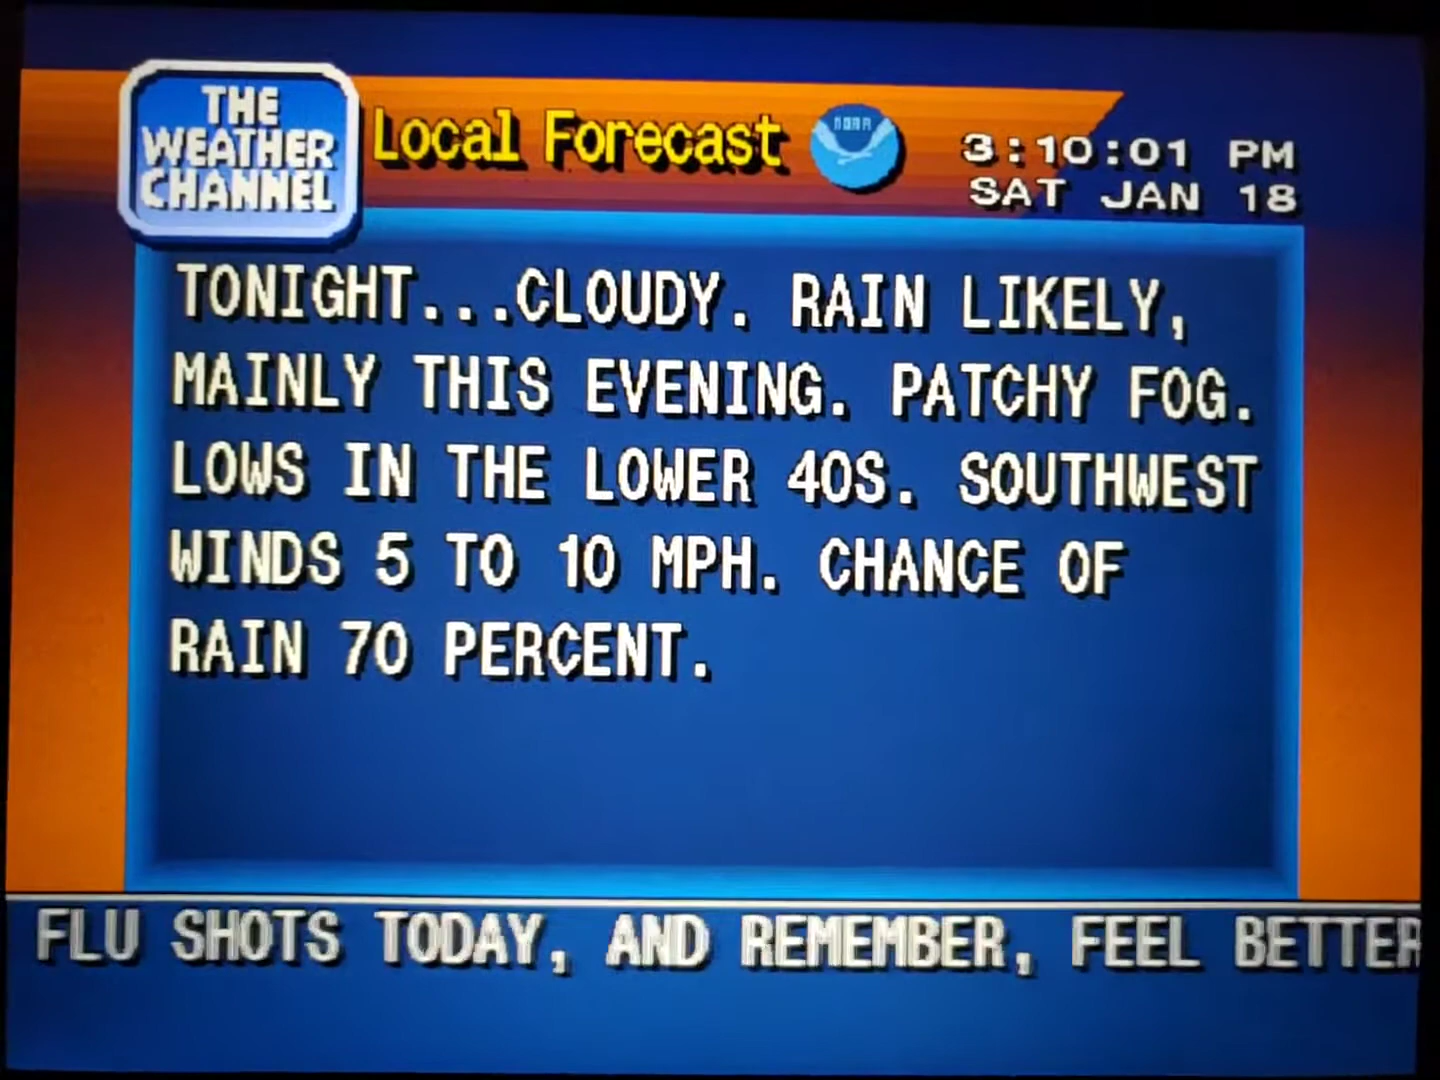 THE
WEATHER
CHANNEL
Local Forecast
NOAA
3:10:01 PM
SAT JAN 18
TONIGHT...CLOUDY. RAIN LIKELY,
MAINLY THIS EVENING. PATCHY FOG.
LOWS IN THE LOWER 40S. SOUTHWEST
WINDS 5 TO 10 MPH. CHANCE OF
RAIN 70 PERCENT.
FLU SHOTS TODAY, AND REMEMBER, FEEL BETTER